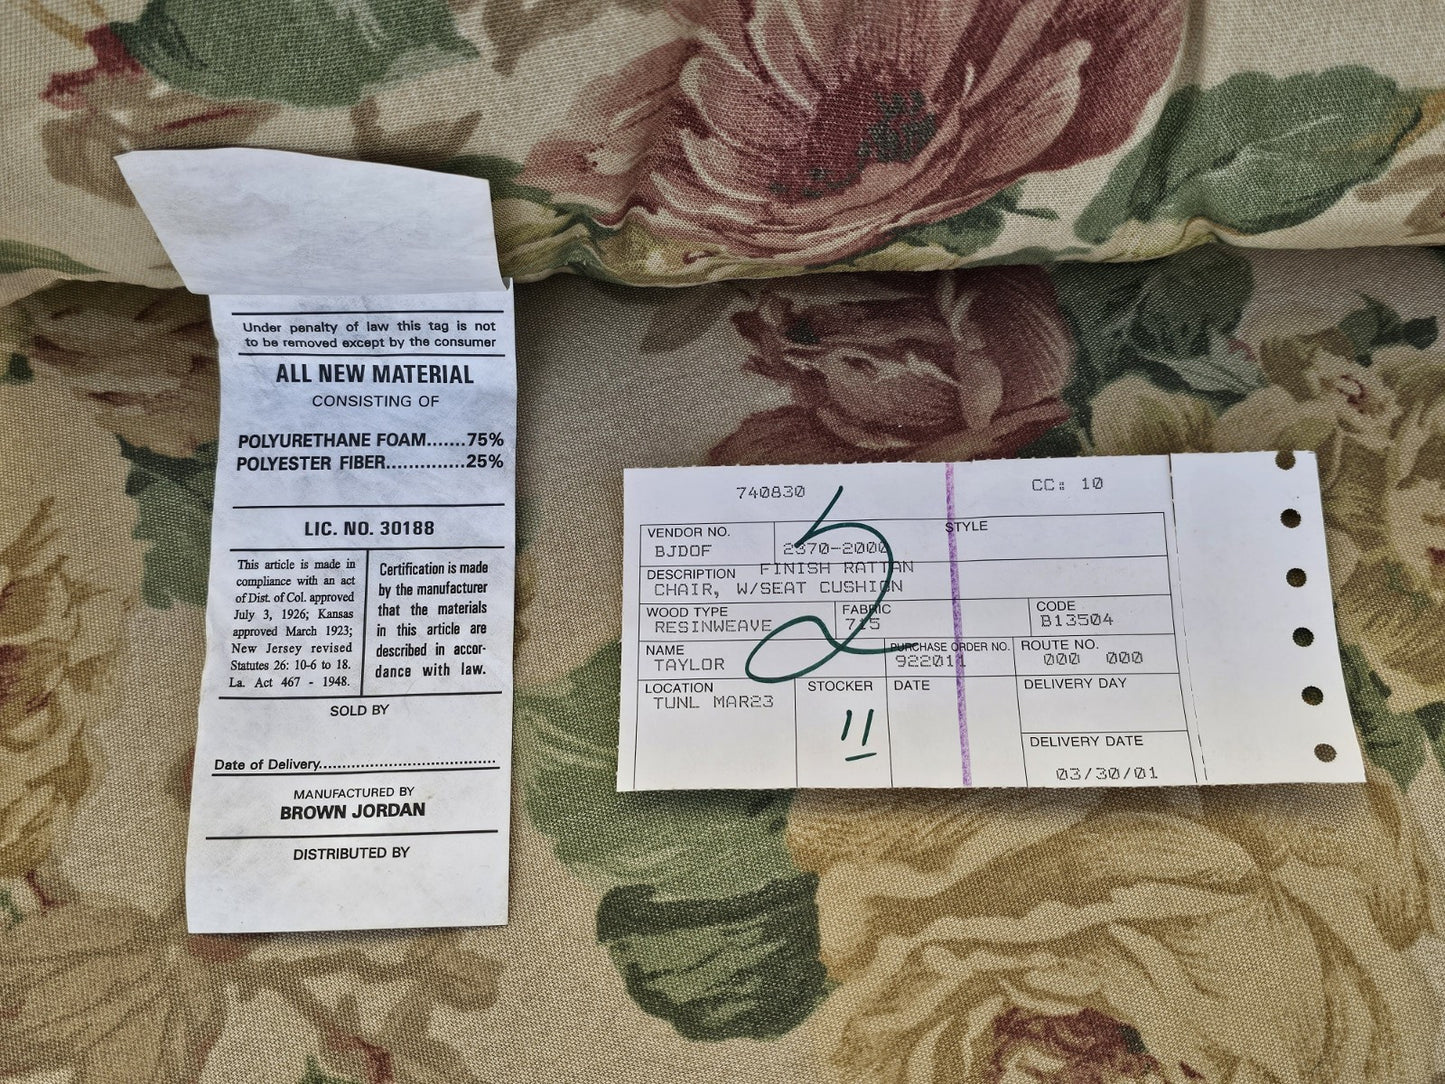 Under penalty of law this tag is not
to be removed except by the consumer
ALL NEW MATERIAL
CONSISTING OF
POLYURETHANE FOAM.......75%
POLYESTER FIBER..............25%
LIC. NO. 30188
This article is made in
compliance with an act
of Dist. of Col. approved
July 3, 1926; Kansas
approved March 1923;
New Jersey revised
Statutes 26: 10-6 to 18.
La. Act 467 - 1948.
Certification is made
by the manufacturer
that the materials
in this article are
described in accor-
dance with law.
SOLD BY
Date of Delivery..........................................
MANUFACTURED BY
BROWN JORDAN
DISTRIBUTED BY
740830 CC: 10
VENDOR NO. STYLE
BJDOF 2370-2000
DESCRIPTION FINISH RATTAN
CHAIR, W/SEAT CUSHION
WOOD TYPE FABRIC CODE
RESINWEAVE 715 B13504
NAME PURCHASE ORDER NO. ROUTE NO.
TAYLOR 922011 000 000
LOCATION STOCKER DATE DELIVERY DAY
TUNL MAR23
11
DELIVERY DATE
03/30/01